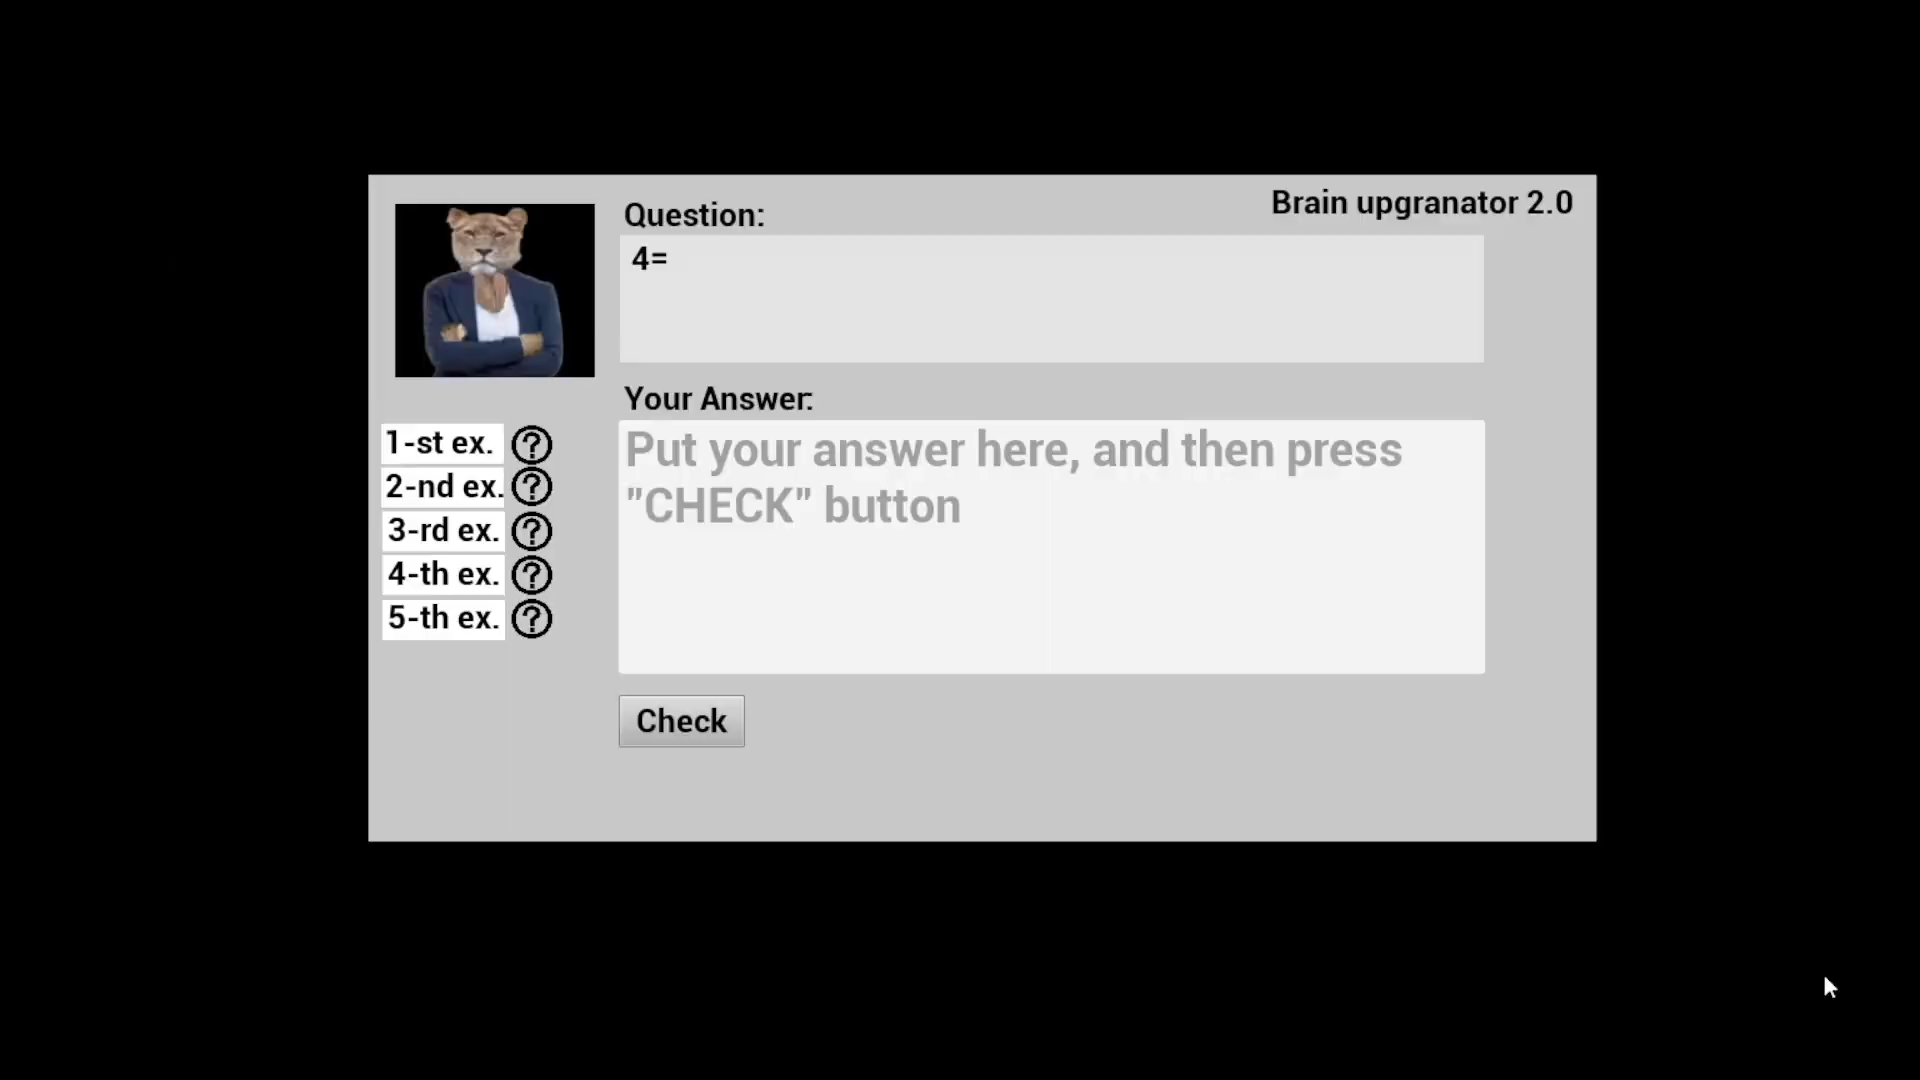 Brain upgranator 2.0
Question:
4=
Your Answer:
Put your answer here, and then press
"CHECK" button
1-st ex.
2-nd ex.
3-rd ex.
4-th ex.
5-th ex.
Check